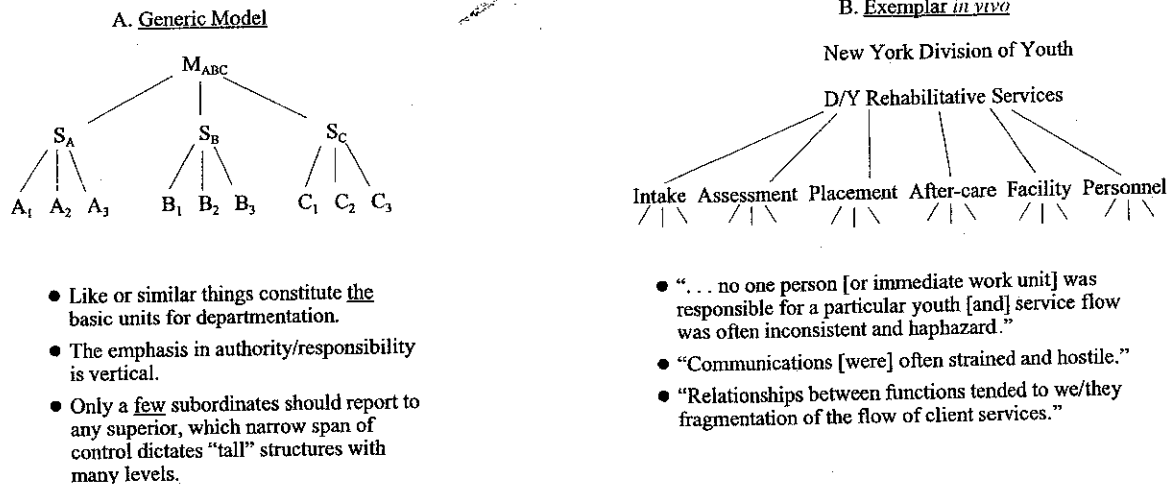 A. Generic Model
M_ABC
S_A S_B S_C
A₁ A₂ A₃ B₁ B₂ B₃ C₁ C₂ C₃
● Like or similar things constitute the
basic units for departmentation.
● The emphasis in authority/responsibility
is vertical.
● Only a few subordinates should report to
any superior, which narrow span of
control dictates “tall” structures with
many levels.
B. Exemplar in vivo
New York Division of Youth
D/Y Rehabilitative Services
Intake Assessment Placement After-care Facility Personnel
● “. . . no one person [or immediate work unit] was
responsible for a particular youth [and] service flow
was often inconsistent and haphazard.”
● “Communications [were] often strained and hostile.”
● “Relationships between functions tended to we/they
fragmentation of the flow of client services.”